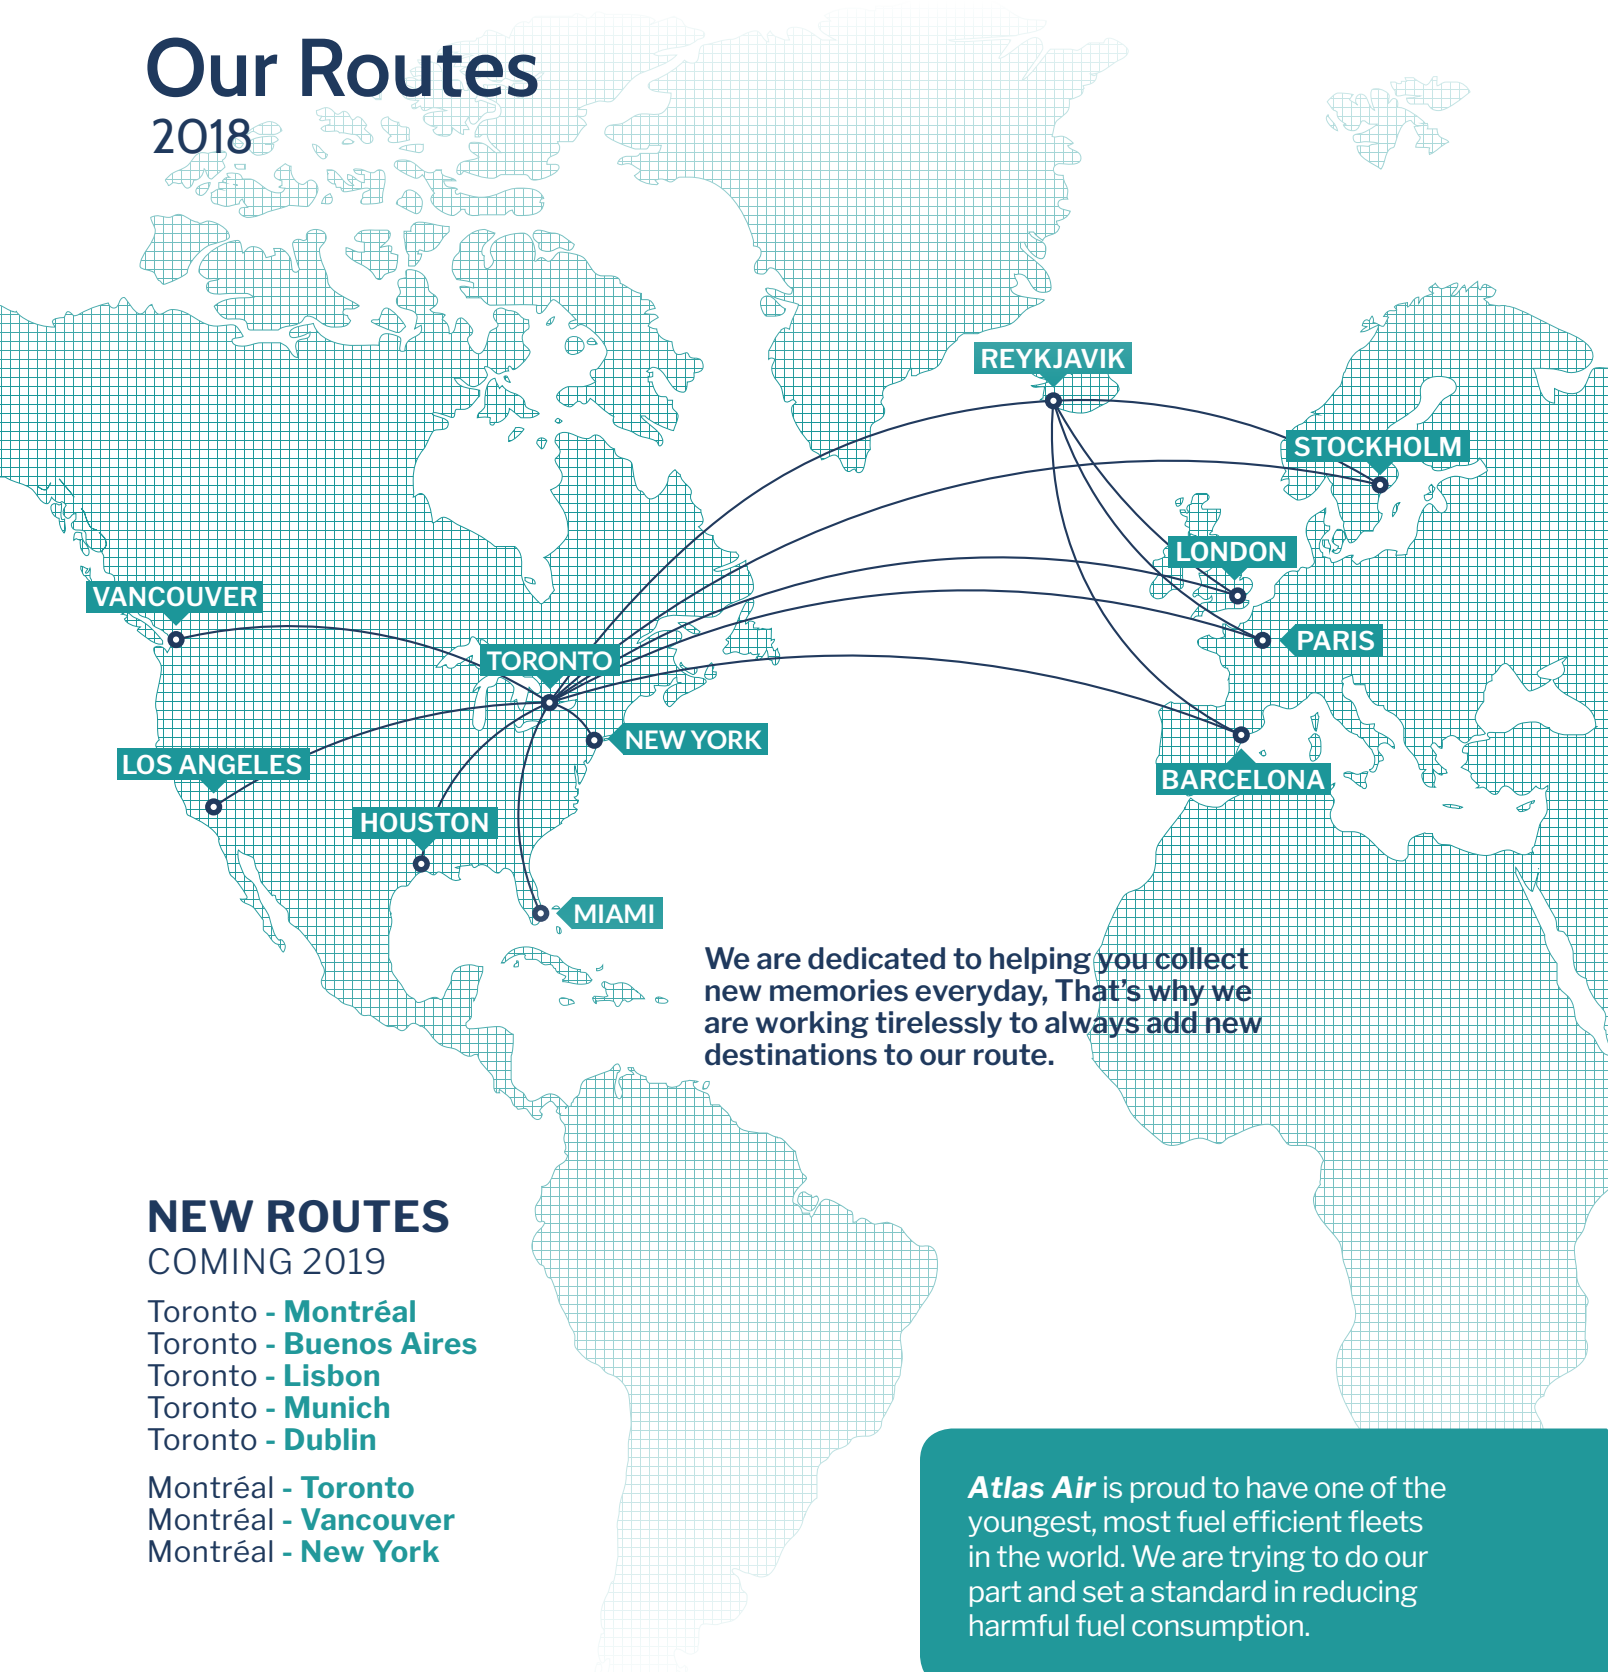 Our Routes
2018
REYKJAVIK
STOCKHOLM
LONDON
VANCOUVER
PARIS
TORONTO
NEW YORK
LOS ANGELES
BARCELONA
HOUSTON
MIAMI
We are dedicated to helping you collect
new memories everyday, That's why we
are working tirelessly to always add new
destinations to our route.
NEW ROUTES
COMING 2019
Toronto - Montréal
Toronto - Buenos Aires
Toronto - Lisbon
Toronto - Munich
Toronto - Dublin
Montréal - Toronto
Montréal - Vancouver
Montréal - New York
Atlas Air is proud to have one of the
youngest, most fuel efficient fleets
in the world. We are trying to do our
part and set a standard in reducing
harmful fuel consumption.